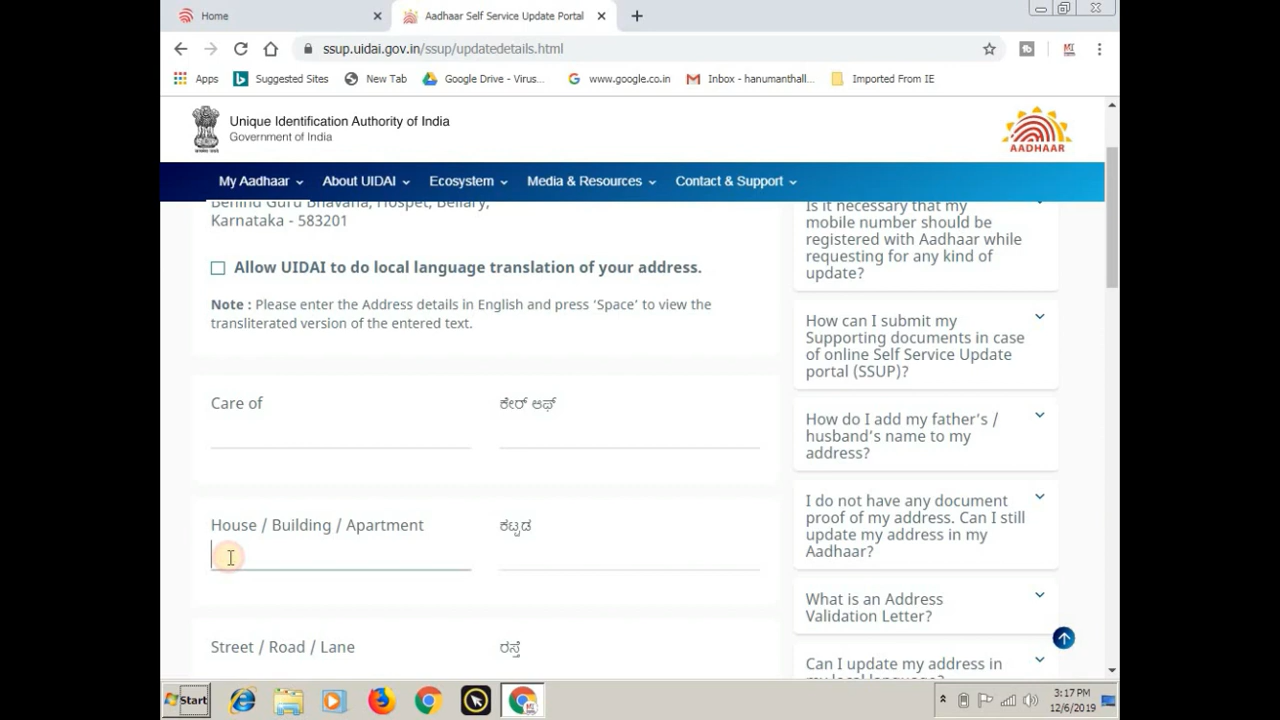 Home
Aadhaar Self Service Update Portal
ssup.uidai.gov.in/ssup/updatedetails.html
Apps
Suggested Sites
New Tab
Google Drive - Virus...
www.google.co.in
Inbox - hanumanthall...
Imported From IE
Unique Identification Authority of India
Government of India
AADHAAR
My Aadhaar
About UIDAI
Ecosystem
Media & Resources
Contact & Support
Behind Guru Bhavana, Hospet, Bellary,
Karnataka - 583201
Allow UIDAI to do local language translation of your address.
Note : Please enter the Address details in English and press ‘Space’ to view the
transliterated version of the entered text.
Care of
ಕೇರ್ ಆಫ್
House / Building / Apartment
ಕಟ್ಟಡ
Street / Road / Lane
ರಸ್ತೆ
Is it necessary that my
mobile number should be
registered with Aadhaar while
requesting for any kind of
update?
How can I submit my
Supporting documents in case
of online Self Service Update
portal (SSUP)?
How do I add my father’s /
husband’s name to my
address?
I do not have any document
proof of my address. Can I still
update my address in my
Aadhaar?
What is an Address
Validation Letter?
Can I update my address in
my local language?
Start
3:17 PM
12/6/2019